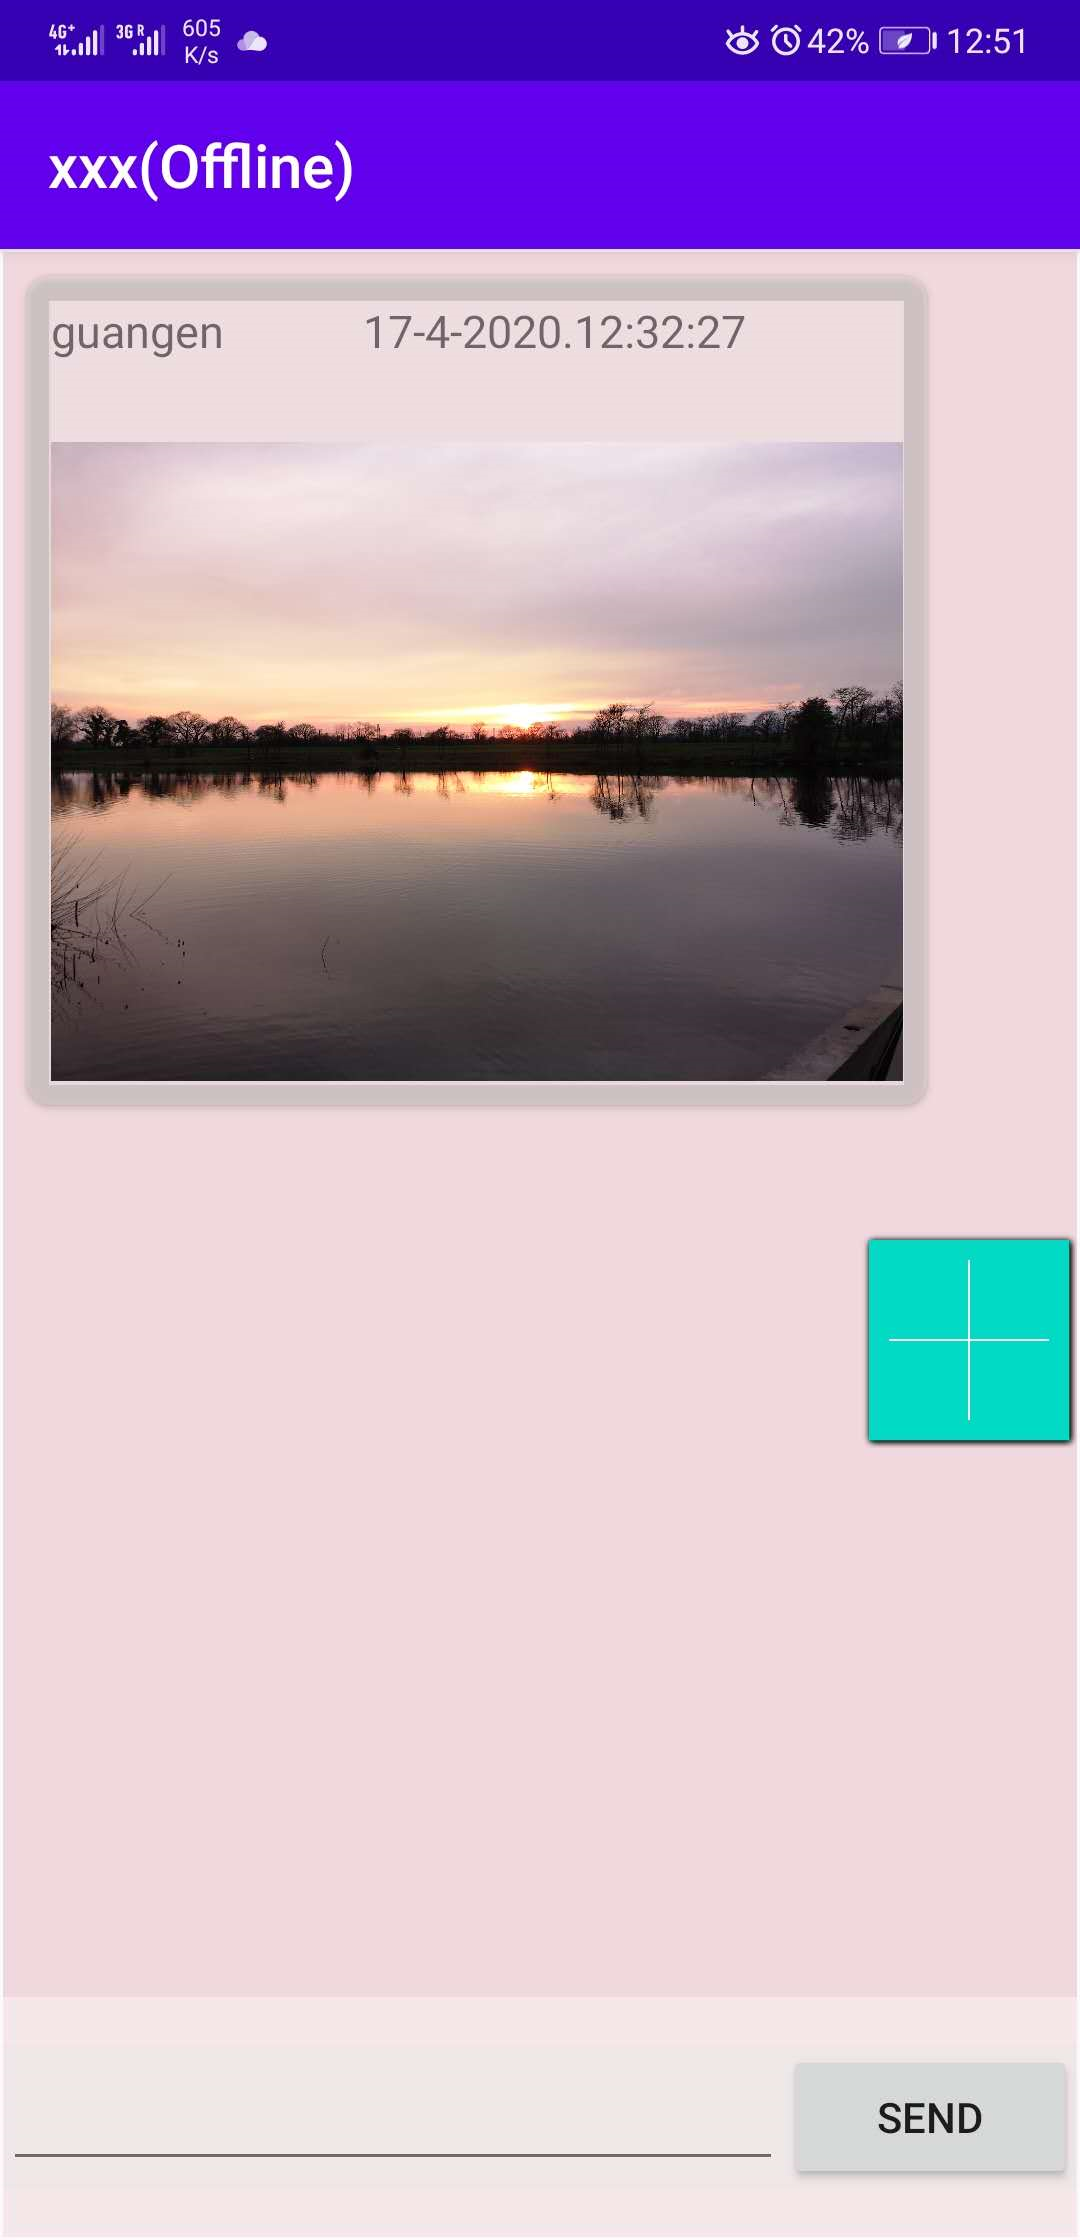 4G+ 3G R 605 K/s 42% 12:51
xxx(Offline)
guangen 17-4-2020.12:32:27
SEND